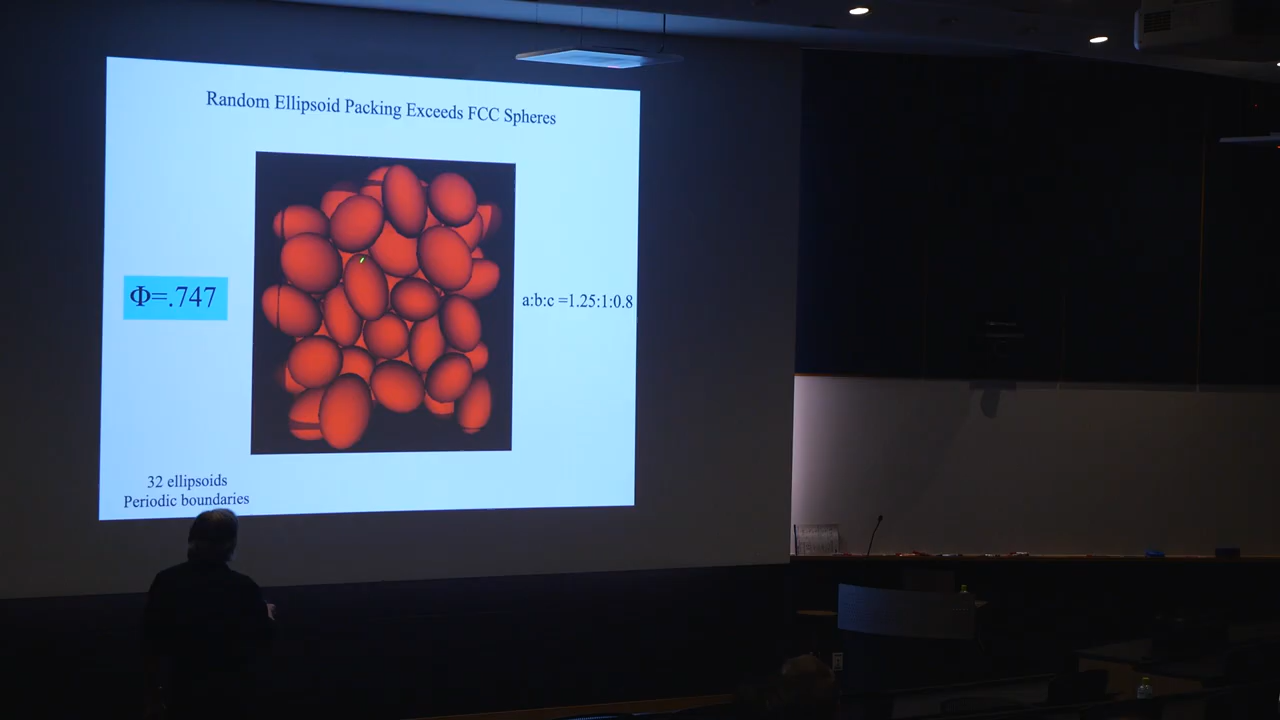 Random Ellipsoid Packing Exceeds FCC Spheres
Φ=.747
a:b:c =1.25:1:0.8
32 ellipsoids
Periodic boundaries